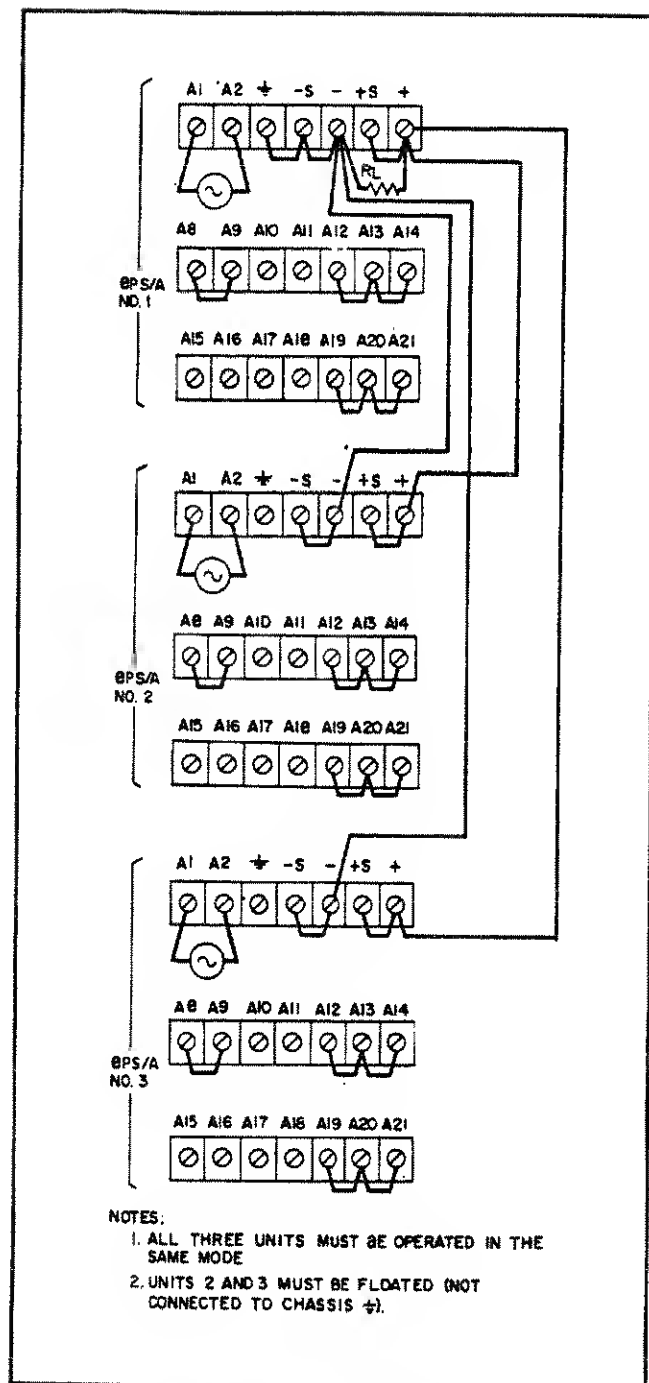 A1 A2 ⏚ -S - +S +
RL
A8 A9 A10 A11 A12 A13 A14
BPS/A
NO. 1
A15 A16 A17 A18 A19 A20 A21
A1 A2 ⏚ -S - +S +
A8 A9 A10 A11 A12 A13 A14
BPS/A
NO. 2
A15 A16 A17 A18 A19 A20 A21
A1 A2 ⏚ -S - +S +
A8 A9 A10 A11 A12 A13 A14
BPS/A
NO. 3
A15 A16 A17 A18 A19 A20 A21
NOTES:
1. ALL THREE UNITS MUST BE OPERATED IN THE
SAME MODE
2. UNITS 2 AND 3 MUST BE FLOATED (NOT
CONNECTED TO CHASSIS ⏚).